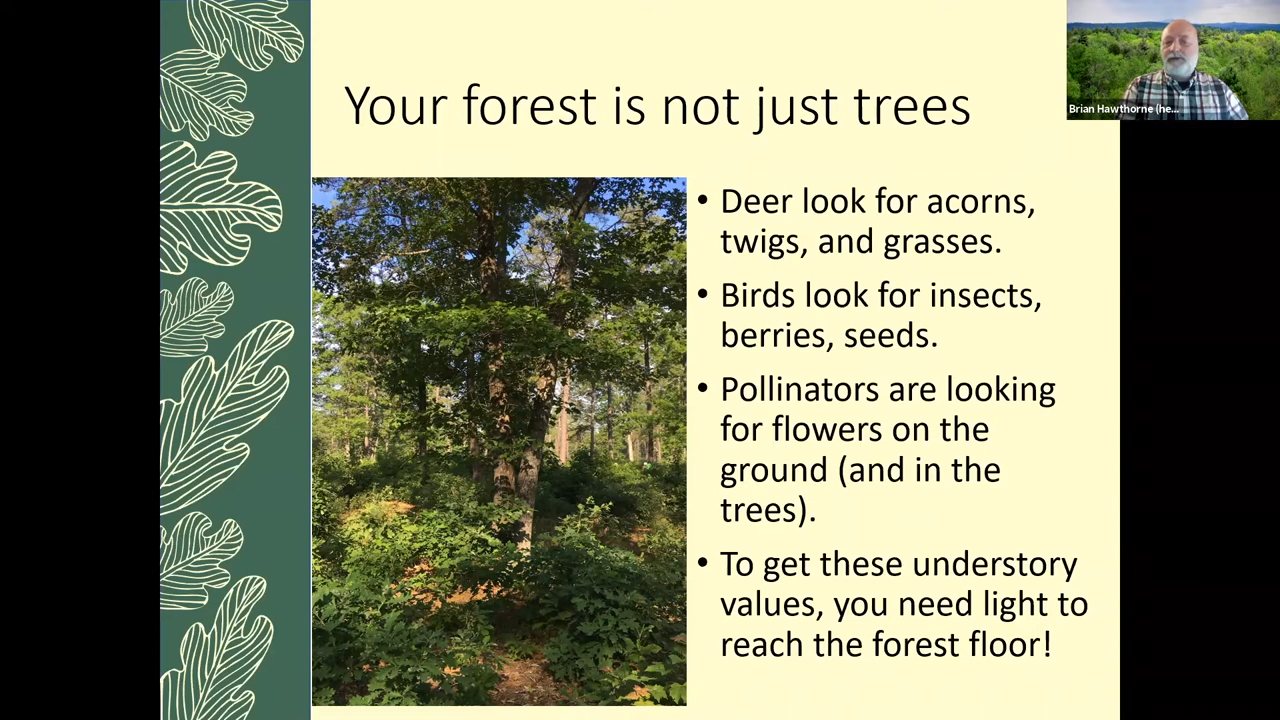 Your forest is not just trees
Brian Hawthorne (he...
• Deer look for acorns,
twigs, and grasses.
• Birds look for insects,
berries, seeds.
• Pollinators are looking
for flowers on the
ground (and in the
trees).
• To get these understory
values, you need light to
reach the forest floor!